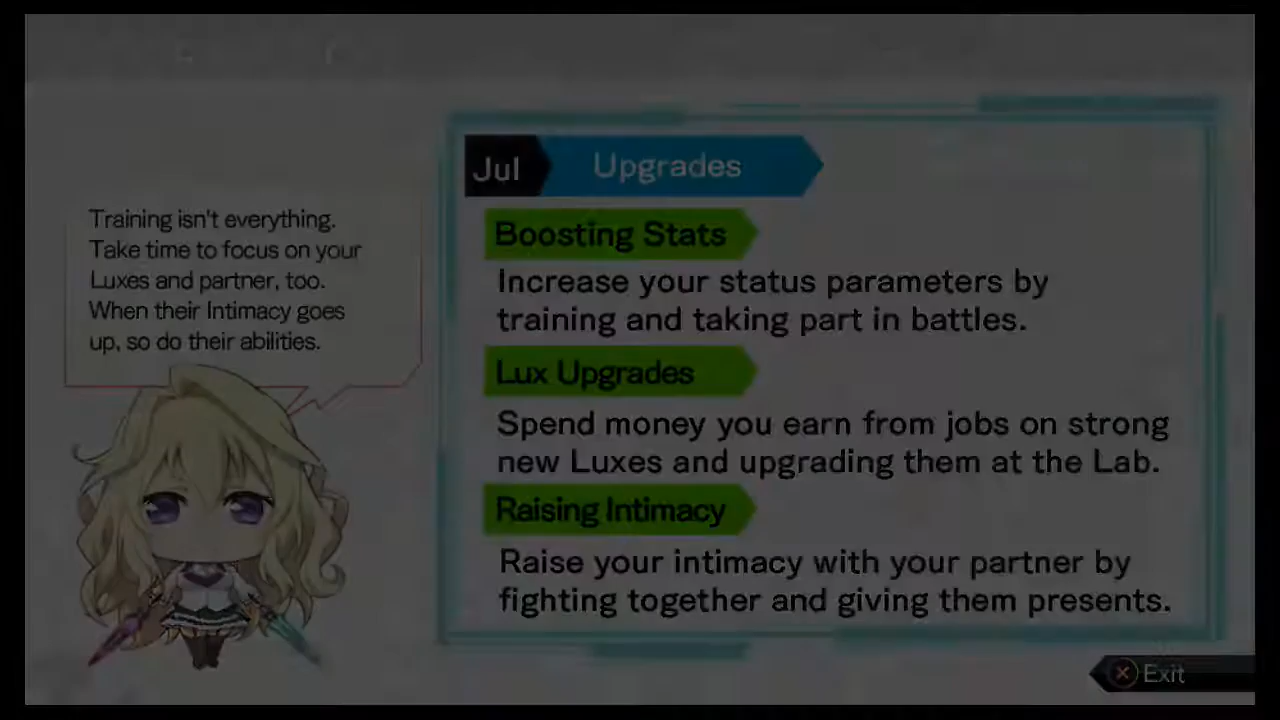 Training isn't everything.
Take time to focus on your
Luxes and partner, too.
When their Intimacy goes
up, so do their abilities.
Jul
Upgrades
Boosting Stats
Increase your status parameters by
training and taking part in battles.
Lux Upgrades
Spend money you earn from jobs on strong
new Luxes and upgrading them at the Lab.
Raising Intimacy
Raise your intimacy with your partner by
fighting together and giving them presents.
Exit